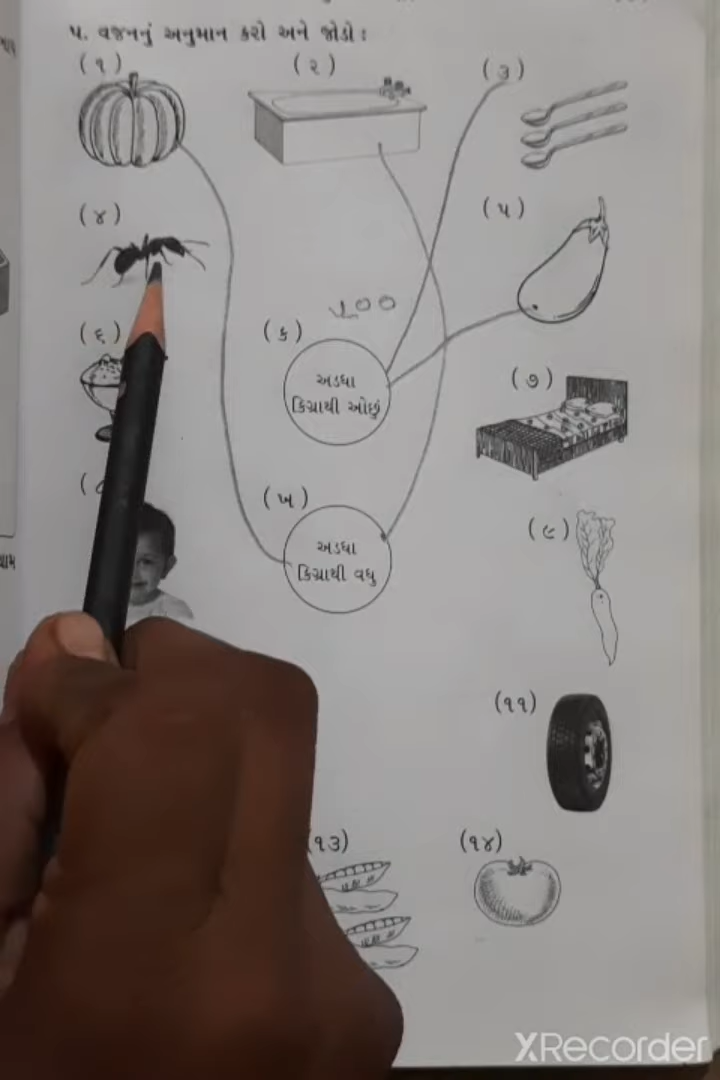 ૫. વજનનું અનુમાન કરો અને જોડો :
(૧)
(૨)
(૩)
(૪)
(૫)
૫૦૦
(ક)
(૬)
અડધા
કિગ્રાથી ઓછું
(૭)
(ખ)
અડધા
કિગ્રાથી વધુ
(૯)
(૧૧)
(૧૩)
(૧૪)
XRecorder